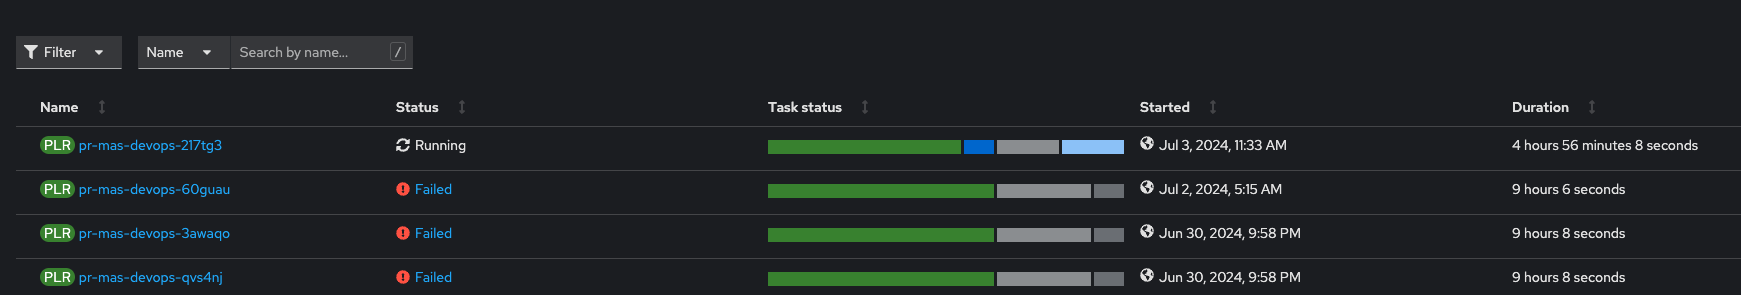 Filter Name Search by name... /
Name Status Task status Started Duration
PLR pr-mas-devops-217tg3 Running Jul 3, 2024, 11:33 AM 4 hours 56 minutes 8 seconds
PLR pr-mas-devops-60guau Failed Jul 2, 2024, 5:15 AM 9 hours 6 seconds
PLR pr-mas-devops-3awaqo Failed Jun 30, 2024, 9:58 PM 9 hours 8 seconds
PLR pr-mas-devops-qvs4nj Failed Jun 30, 2024, 9:58 PM 9 hours 8 seconds